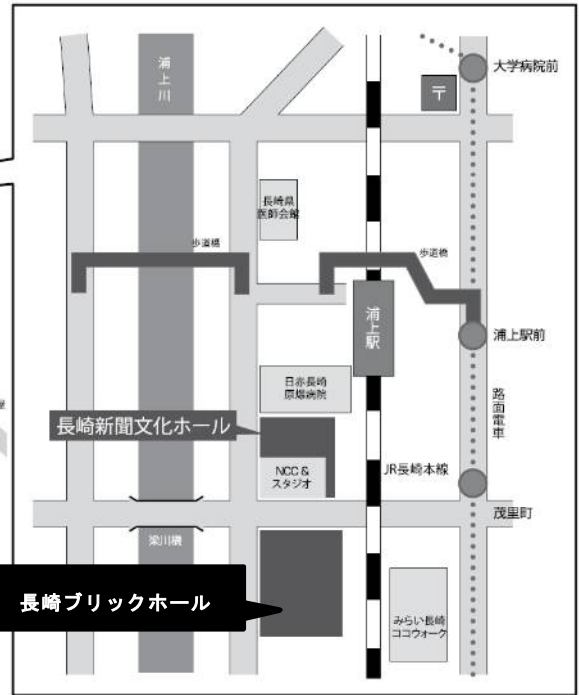 浦上川
大学病院前
〒
長崎県
医師会館
歩道橋
歩道橋
浦上駅
浦上駅前
日赤長崎
原爆病院
路面電車
長崎新聞文化ホール
NCC &
スタジオ
JR長崎本線
茂里町
梁川橋
長崎ブリックホール
みらい長崎
ココウォーク